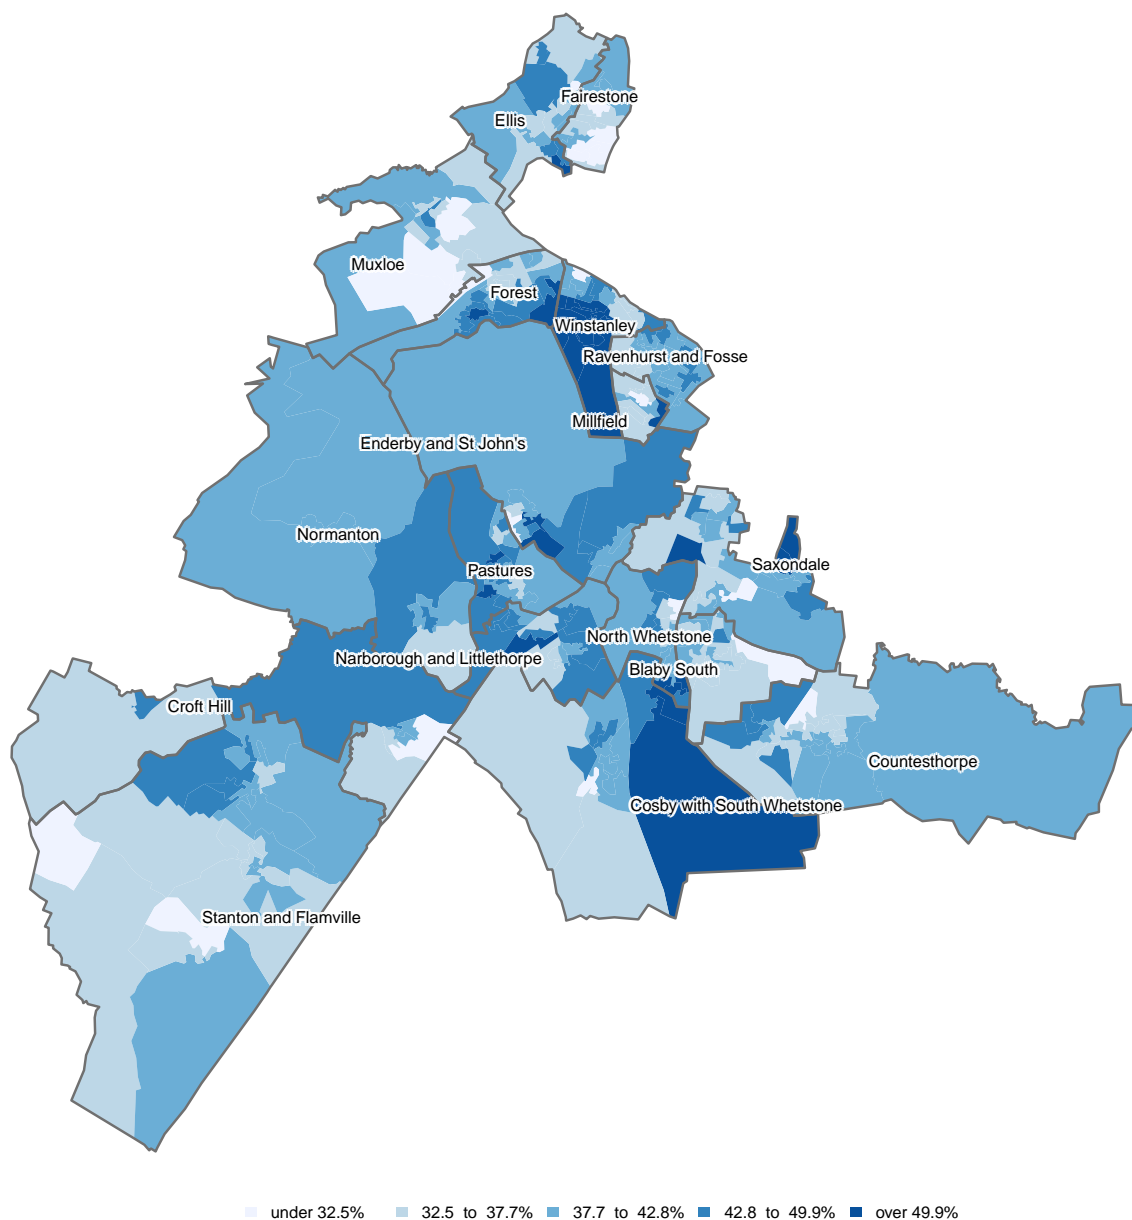 Fairestone
Ellis
Muxloe
Forest
Winstanley
Ravenhurst and Fosse
Millfield
Enderby and St John's
Normanton
Pastures
Saxondale
North Whetstone
Narborough and Littlethorpe
Blaby South
Croft Hill
Countesthorpe
Cosby with South Whetstone
Stanton and Flamville
under 32.5% 32.5 to 37.7% 37.7 to 42.8% 42.8 to 49.9% over 49.9%